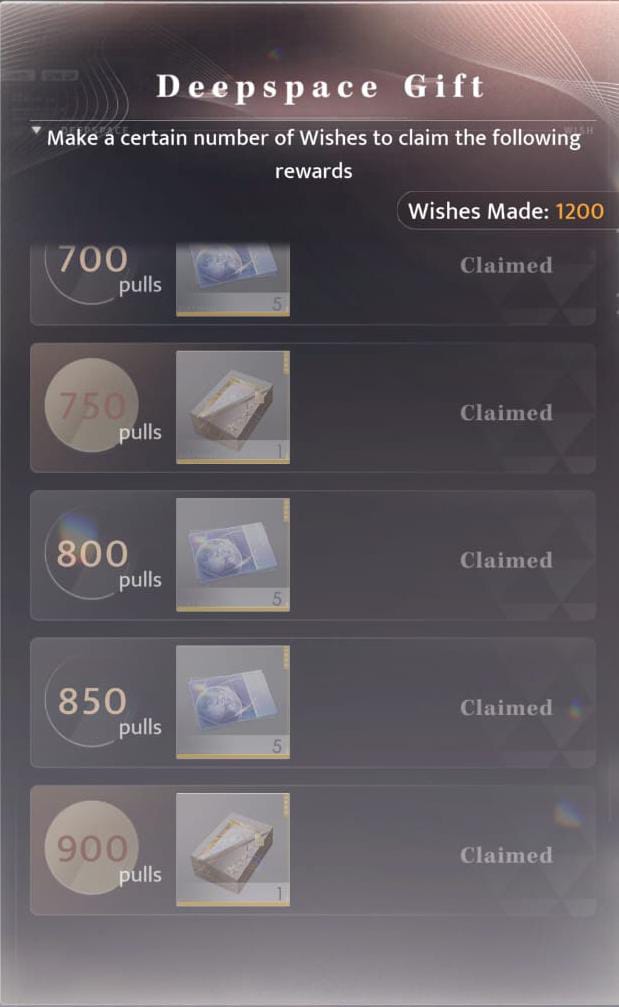 Deepspace Gift
Make a certain number of Wishes to claim the following
rewards
WISH
Wishes Made: 1200
700
pulls
5
Claimed
750
pulls
1
Claimed
800
pulls
5
Claimed
850
pulls
5
Claimed
900
pulls
1
Claimed